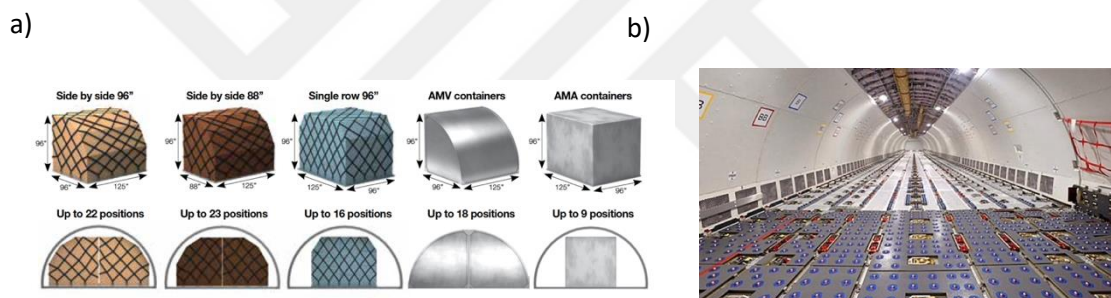 a)
b)
Side by side 96”
Side by side 88”
Single row 96”
AMV containers
AMA containers
96"
96"
125"
96"
88"
125"
96"
125"
96"
96"
96"
125"
96"
125"
96"
Up to 22 positions
Up to 23 positions
Up to 16 positions
Up to 18 positions
Up to 9 positions